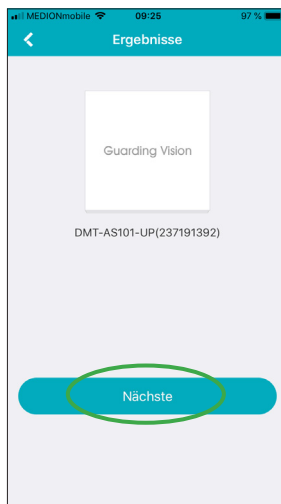 MEDIONmobile 09:25 97 %
Ergebnisse
Guarding Vision
DMT-AS101-UP(237191392)
Nächste